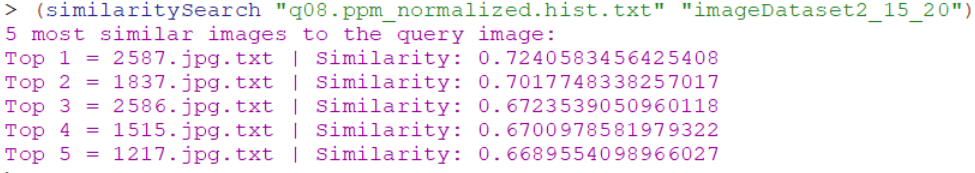 > (similaritySearch "q08.ppm_normalized.hist.txt" "imageDataset2_15_20")
5 most similar images to the query image:
Top 1 = 2587.jpg.txt | Similarity: 0.7240583456425408
Top 2 = 1837.jpg.txt | Similarity: 0.7017748338257017
Top 3 = 2586.jpg.txt | Similarity: 0.6723539050960118
Top 4 = 1515.jpg.txt | Similarity: 0.6700978581979322
Top 5 = 1217.jpg.txt | Similarity: 0.6689554098966027